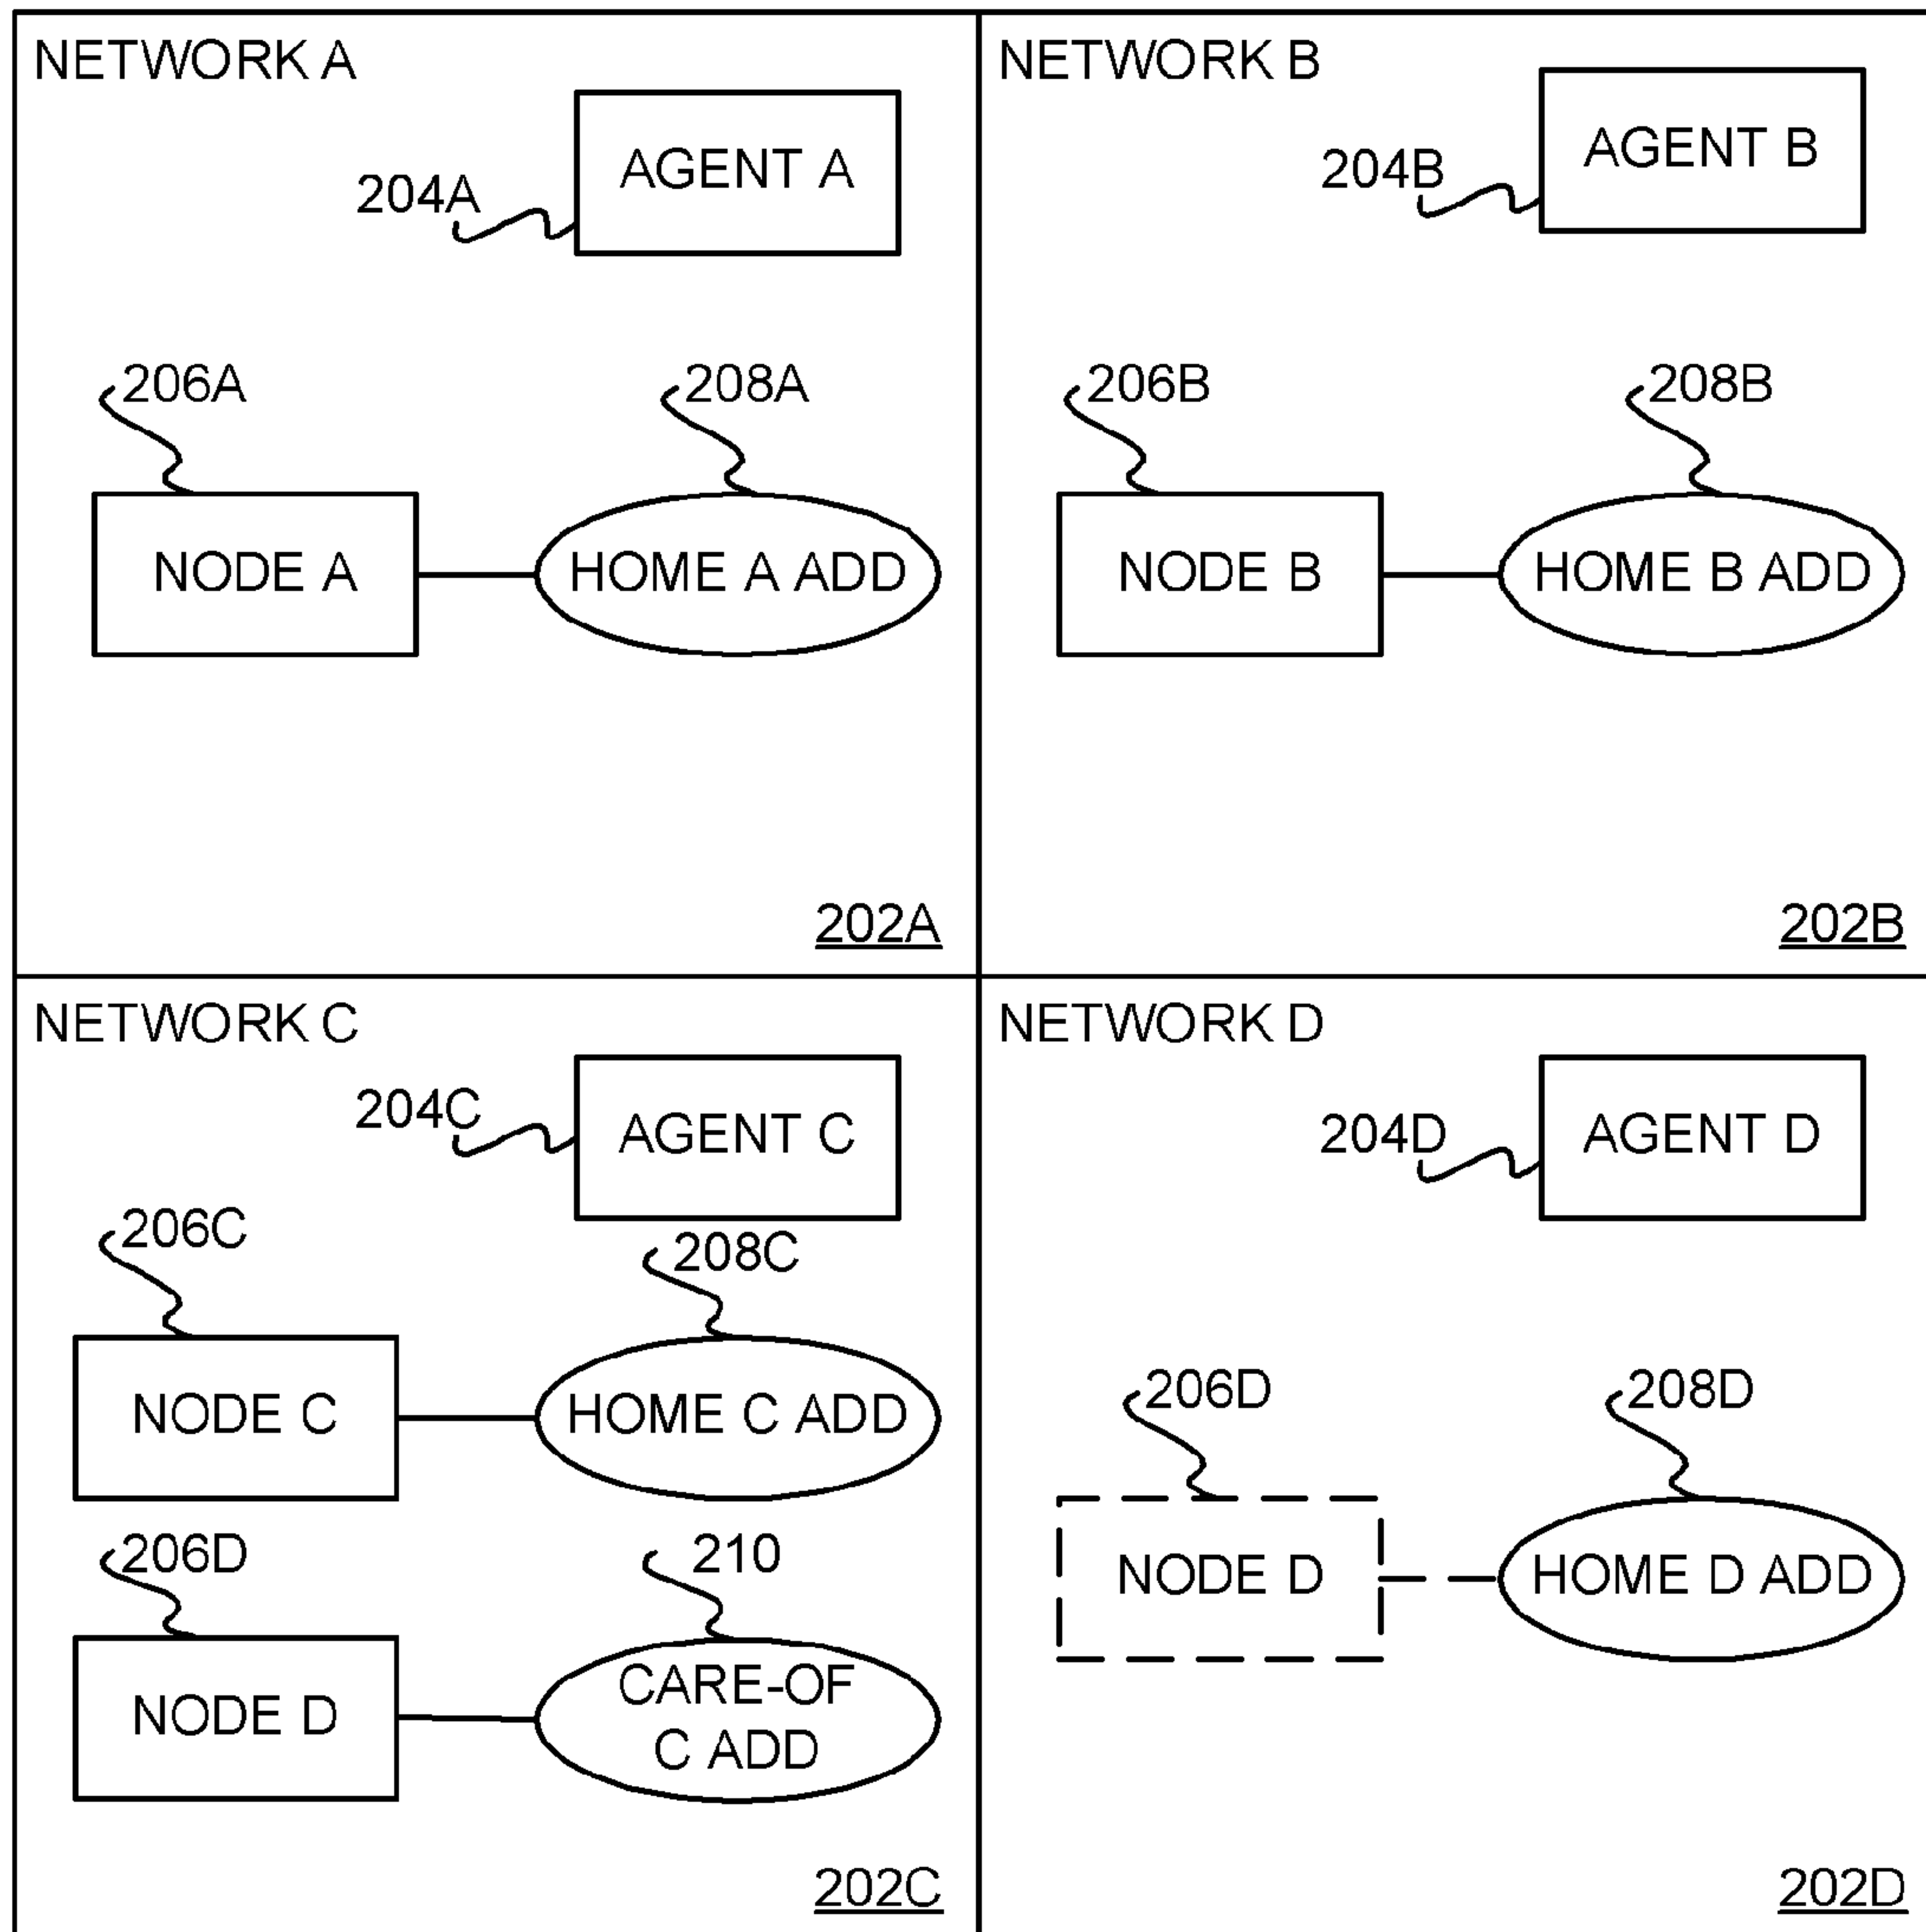 NETWORK A
AGENT A
204A
206A
208A
NODE A
HOME A ADD
202A
NETWORK B
AGENT B
204B
206B
208B
NODE B
HOME B ADD
202B
NETWORK C
AGENT C
204C
206C
208C
NODE C
HOME C ADD
206D
210
NODE D
CARE-OF
C ADD
202C
NETWORK D
AGENT D
204D
206D
208D
NODE D
HOME D ADD
202D